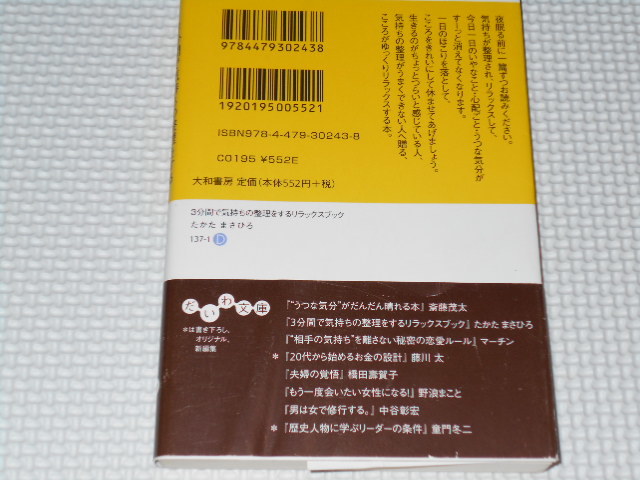 夜眠る前に一篇ずつお読みください。
気持ちが整理され、リラックスして、
今日一日のいやなこと・心配ごと・うつな気分が
すーっと消えてなくなります。
一日のほこりを落として、
こころをきれいにして休ませてあげましょう。
生きるのがちょっとつらいと感じている人、
気持ちの整理がうまくできない人へ贈る、
こころがゆっくりリラックスする本。
9784479302438
1920195005521
ISBN978-4-479-30243-8
C0195 ¥552E
大和書房 定価(本体552円+税)
3分間で気持ちの整理をするリラックスブック
たかた まさひろ
137-1 D
だいわ文庫
*は書き下ろし、
オリジナル、
新編集
『“うつな気分”がだんだん晴れる本』斎藤茂太
『3分間で気持ちの整理をするリラックスブック』たかた まさひろ
『“相手の気持ち”を離さない秘密の恋愛ルール』マーチン
*『20代から始めるお金の設計』藤川 太
『夫婦の覚悟』橋田壽賀子
『もう一度会いたい女性になる!』野浪まこと
『男は女で修行する。』中谷彰宏
*『歴史人物に学ぶリーダーの条件』童門冬二